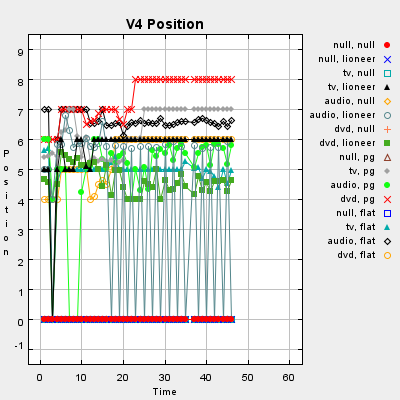 V4 Position
9
8
7
6
5
4
3
2
1
0
-1
0
10
20
30
40
50
60
Position
Time
null, null
null, lioneer
tv, null
tv, lioneer
audio, null
audio, lioneer
dvd, null
dvd, lioneer
null, pg
tv, pg
audio, pg
dvd, pg
null, flat
tv, flat
audio, flat
dvd, flat